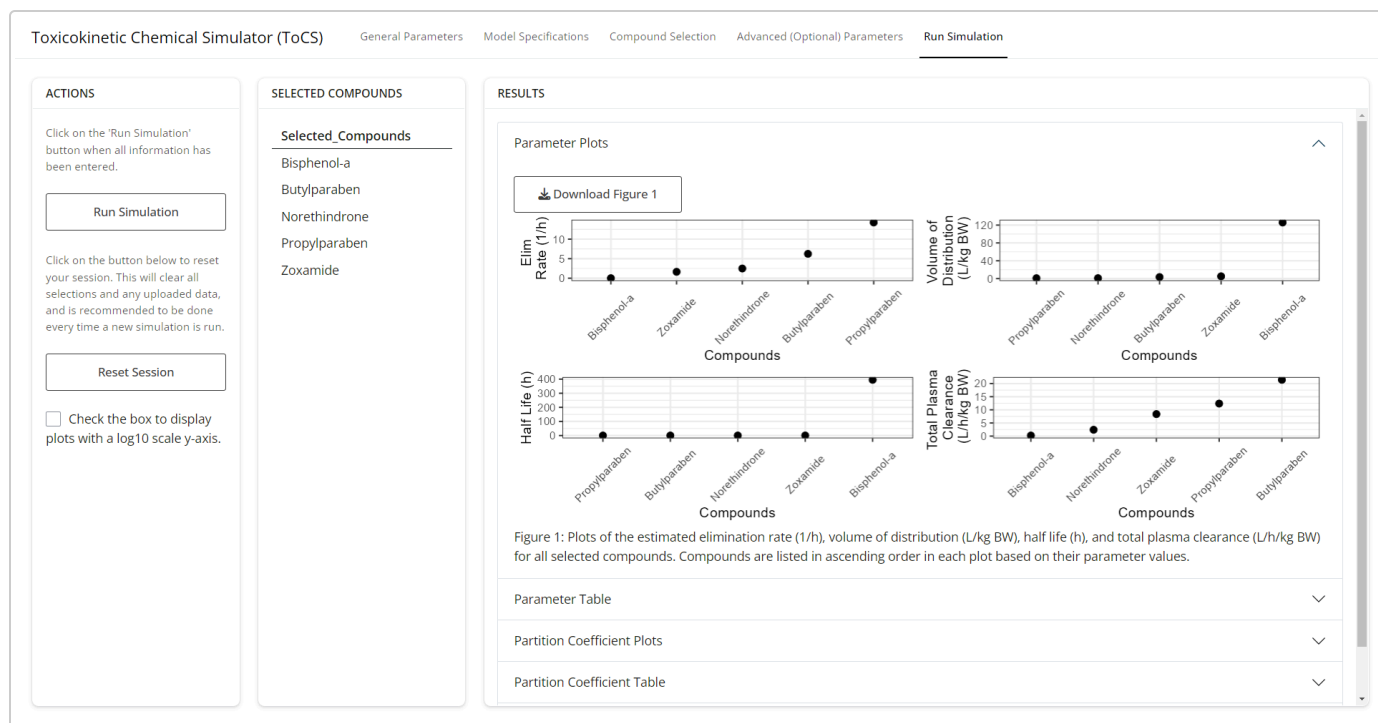 Toxicokinetic Chemical Simulator (ToCS)
General Parameters
Model Specifications
Compound Selection
Advanced (Optional) Parameters
Run Simulation
ACTIONS
Click on the 'Run Simulation'
button when all information has
been entered.
Run Simulation
Click on the button below to reset
your session. This will clear all
selections and any uploaded data,
and is recommended to be done
every time a new simulation is run.
Reset Session
Check the box to display
plots with a log10 scale y-axis.
SELECTED COMPOUNDS
Selected_Compounds
Bisphenol-a
Butylparaben
Norethindrone
Propylparaben
Zoxamide
RESULTS
Parameter Plots
Download Figure 1
Elim
Rate (1/h)
10
5
0
Bisphenol-a
Zoxamide
Norethindrone
Butylparaben
Propylparaben
Compounds
Volume of
Distribution
(L/kg BW)
120
80
40
0
Propylparaben
Norethindrone
Butylparaben
Zoxamide
Bisphenol-a
Compounds
Half Life (h)
400
300
200
100
0
Propylparaben
Butylparaben
Norethindrone
Zoxamide
Bisphenol-a
Compounds
Total Plasma
Clearance
(L/h/kg BW)
20
15
10
5
0
Bisphenol-a
Norethindrone
Zoxamide
Propylparaben
Butylparaben
Compounds
Figure 1: Plots of the estimated elimination rate (1/h), volume of distribution (L/kg BW), half life (h), and total plasma clearance (L/h/kg BW)
for all selected compounds. Compounds are listed in ascending order in each plot based on their parameter values.
Parameter Table
Partition Coefficient Plots
Partition Coefficient Table